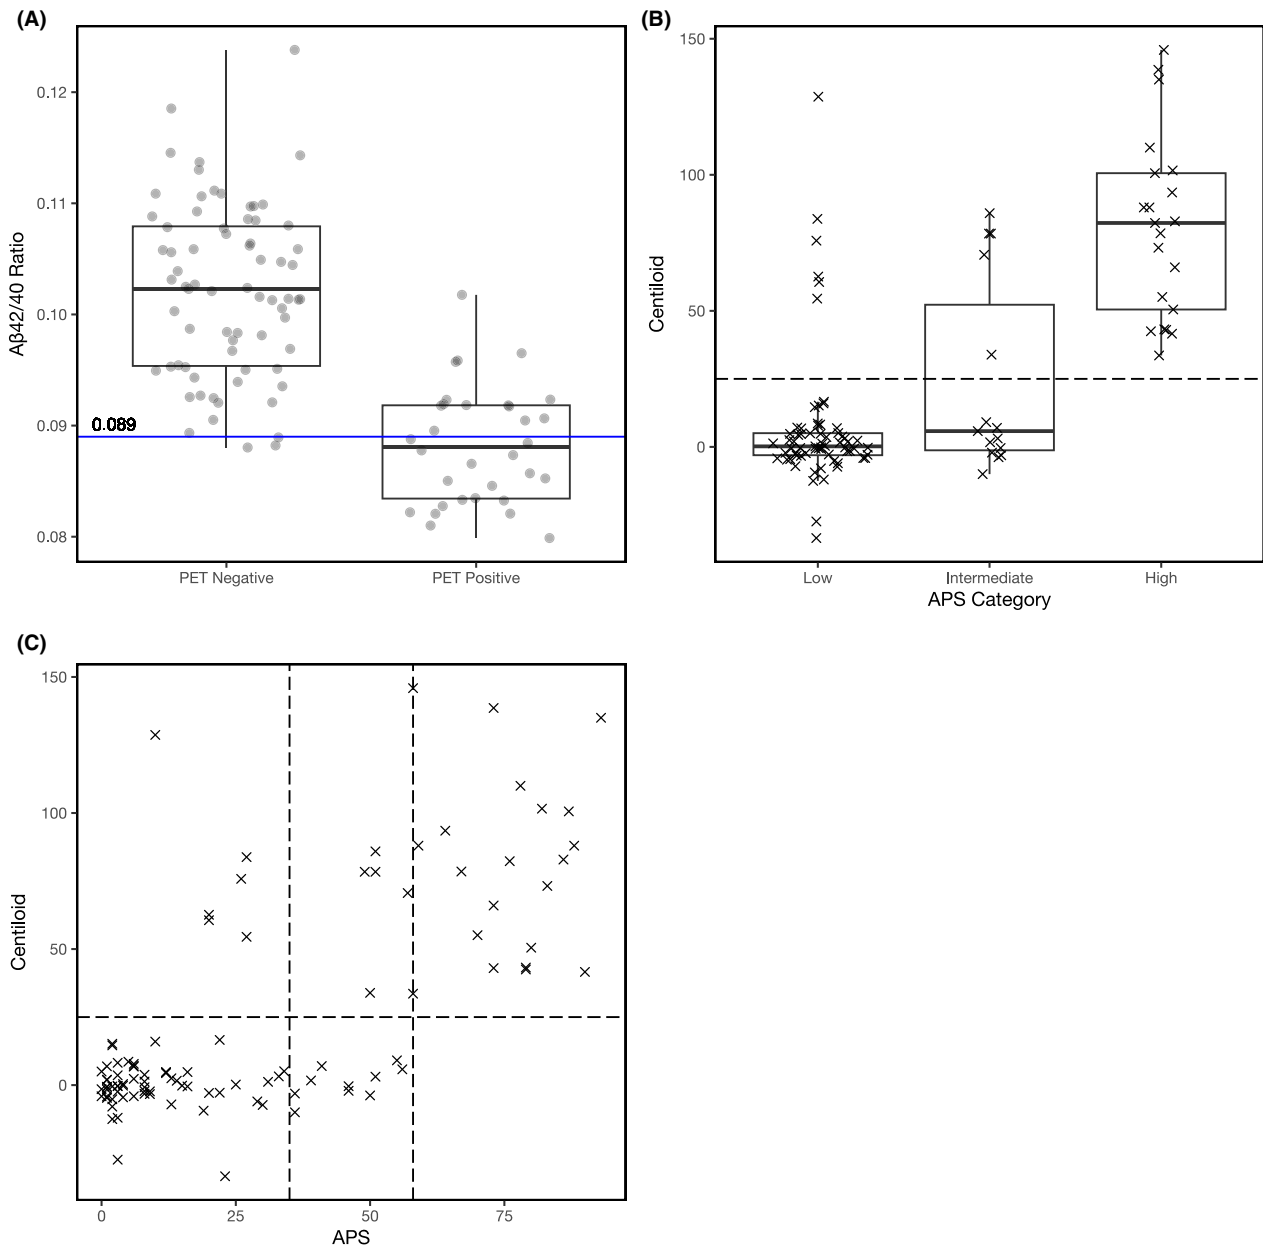 (A)
0.12
0.11
0.10
0.09
0.08
Aβ42/40 Ratio
0.089
PET Negative
PET Positive
(B)
150
100
50
0
Centiloid
Low
Intermediate
High
APS Category
(C)
150
100
50
0
Centiloid
0
25
50
75
APS